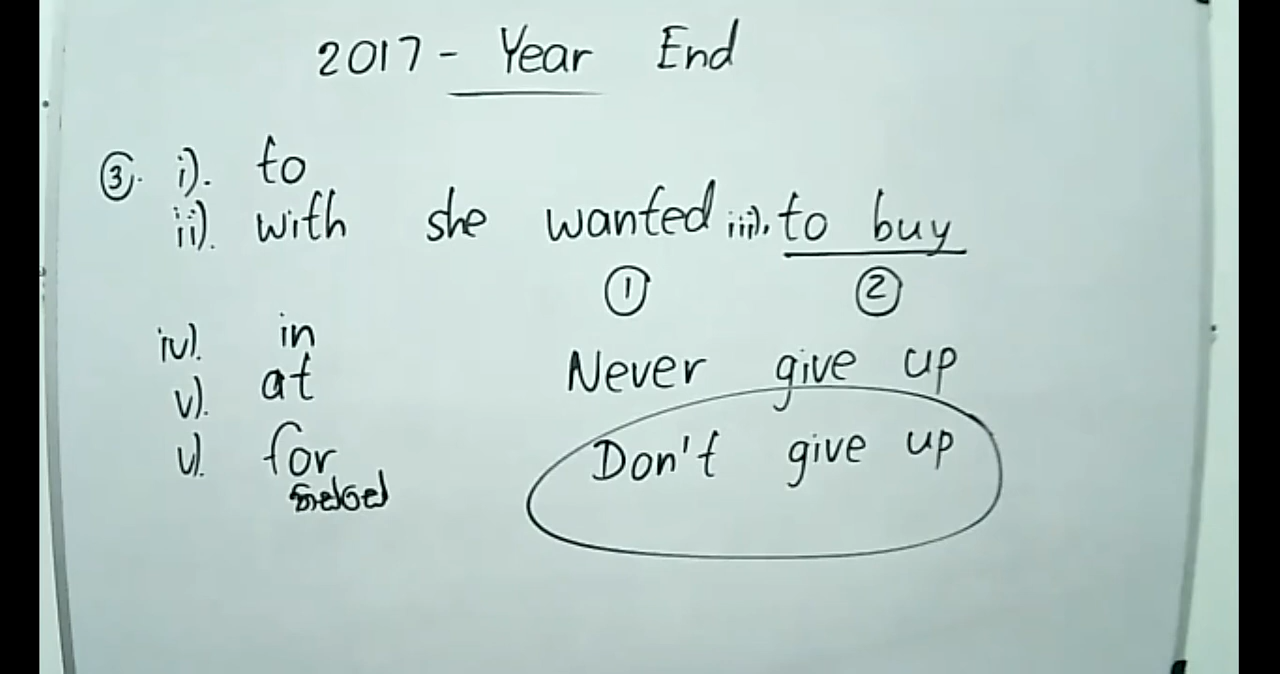 2017 - Year End
③. i). to
ii). with she wanted iii). to buy
① ②
iv). in
v). at Never give up
v). for Don't give up